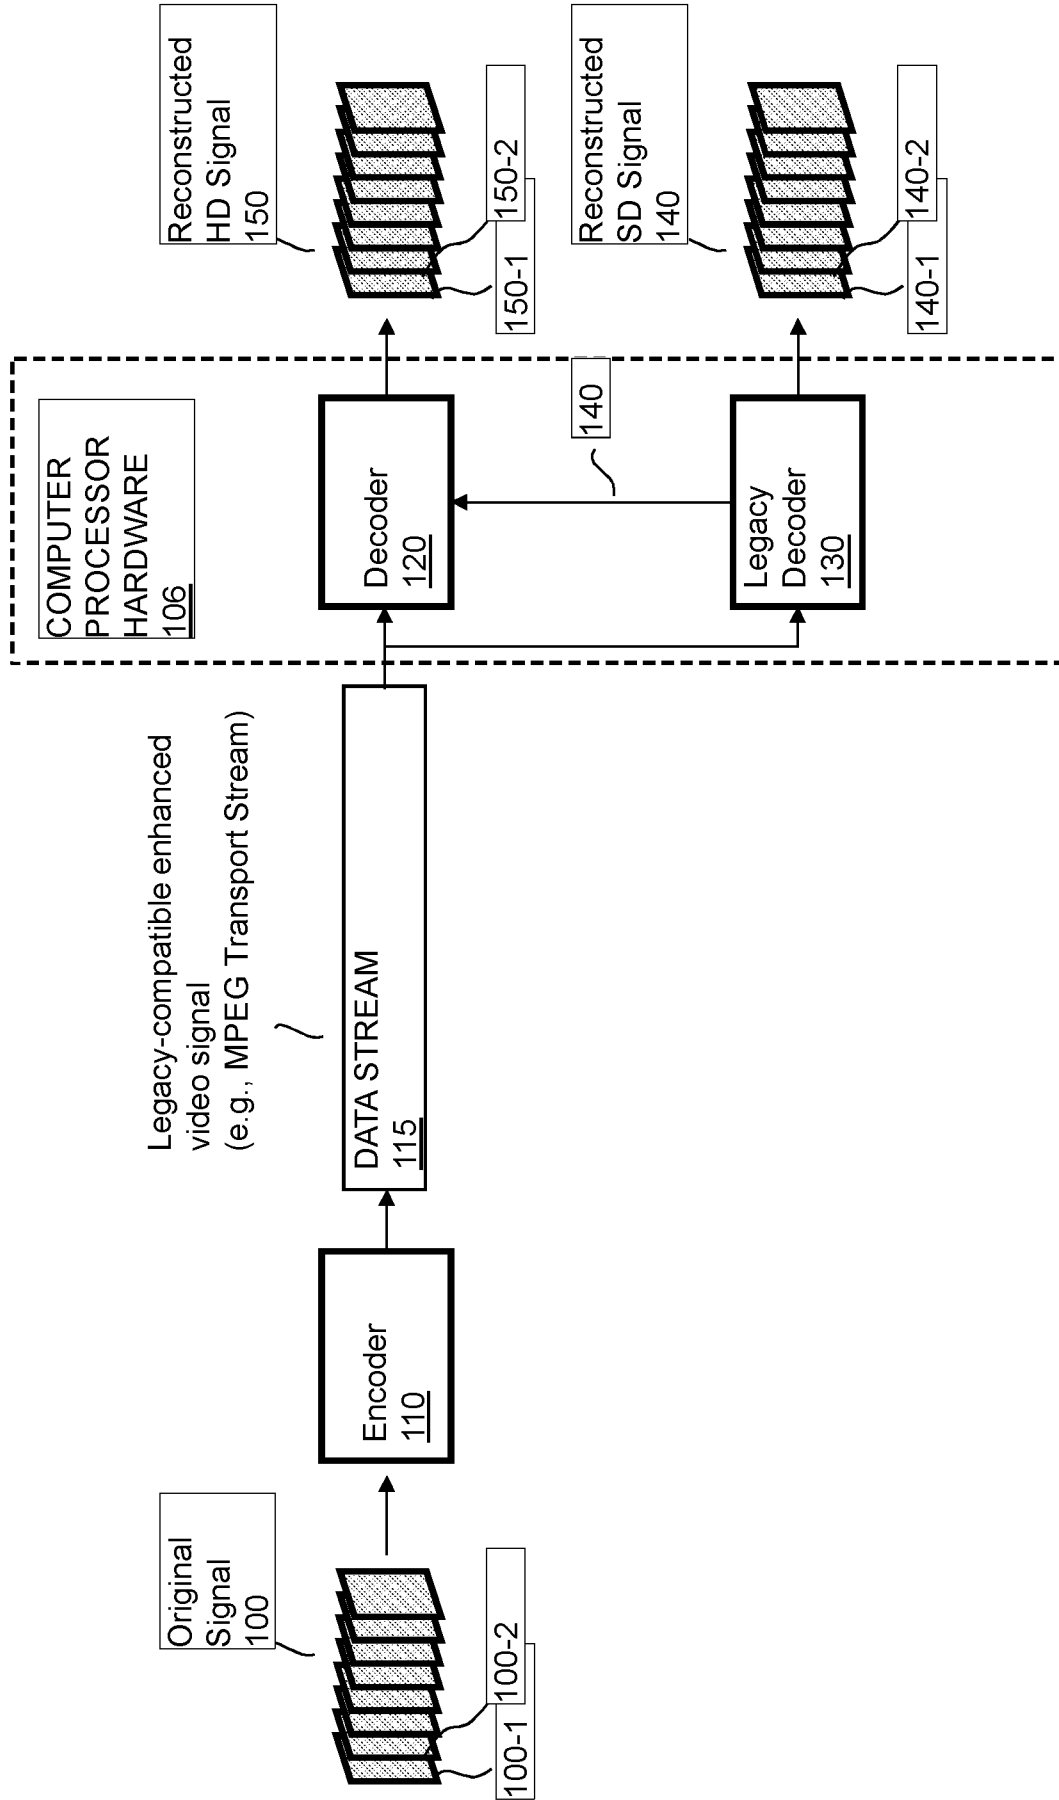 Original
Signal
100
100-1
100-2
Encoder
110
Legacy-compatible enhanced
video signal
(e.g., MPEG Transport Stream)
DATA STREAM
115
COMPUTER
PROCESSOR
HARDWARE
106
Decoder
120
Legacy
Decoder
130
140
Reconstructed
HD Signal
150
150-1
150-2
Reconstructed
SD Signal
140
140-1
140-2